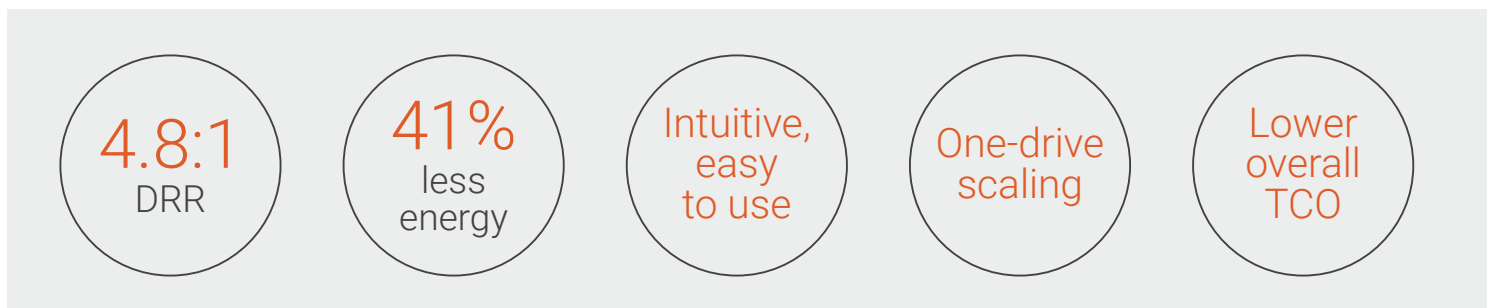 4.8:1
DRR
41%
less
energy
Intuitive,
easy
to use
One-drive
scaling
Lower
overall
TCO